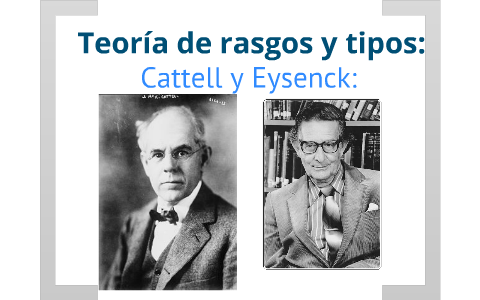 Teoría de rasgos y tipos:
Cattell y Eysenck: